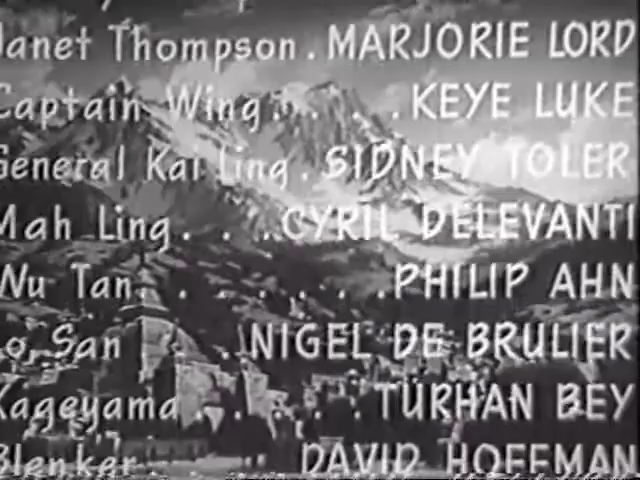 Janet Thompson . MARJORIE LORD
Captain Wing . . . . . KEYE LUKE
General Kai Ling . SIDNEY TOLER
Mah Ling . . . . CYRIL DELEVANTI
Wu Tan . . . . . . . PHILIP AHN
San . . . NIGEL DE BRULIER
Kageyama . . . . . TURHAN BEY
Blenker . . . . DAVID HOFFMAN